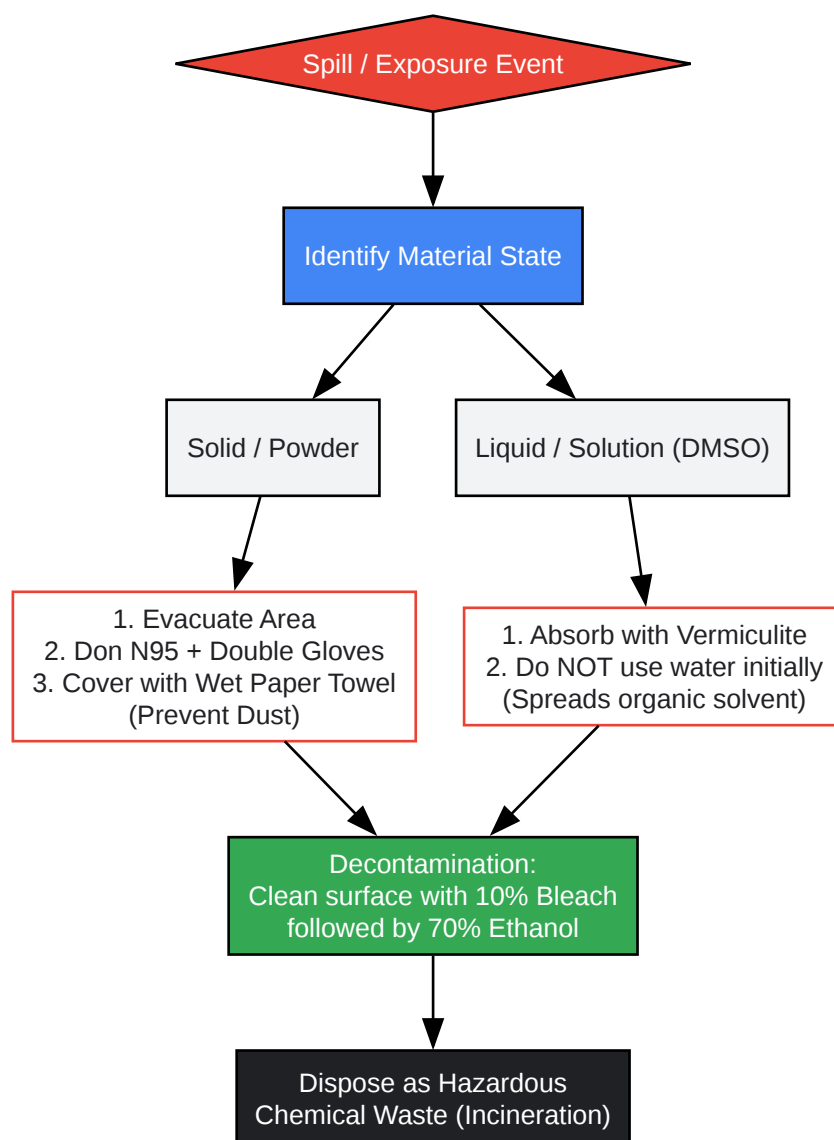 Spill / Exposure Event
Identify Material State
Solid / Powder
Liquid / Solution (DMSO)
1. Evacuate Area
2. Don N95 + Double Gloves
3. Cover with Wet Paper Towel
(Prevent Dust)
1. Absorb with Vermiculite
2. Do NOT use water initially
(Spreads organic solvent)
Decontamination:
Clean surface with 10% Bleach
followed by 70% Ethanol
Dispose as Hazardous
Chemical Waste (Incineration)